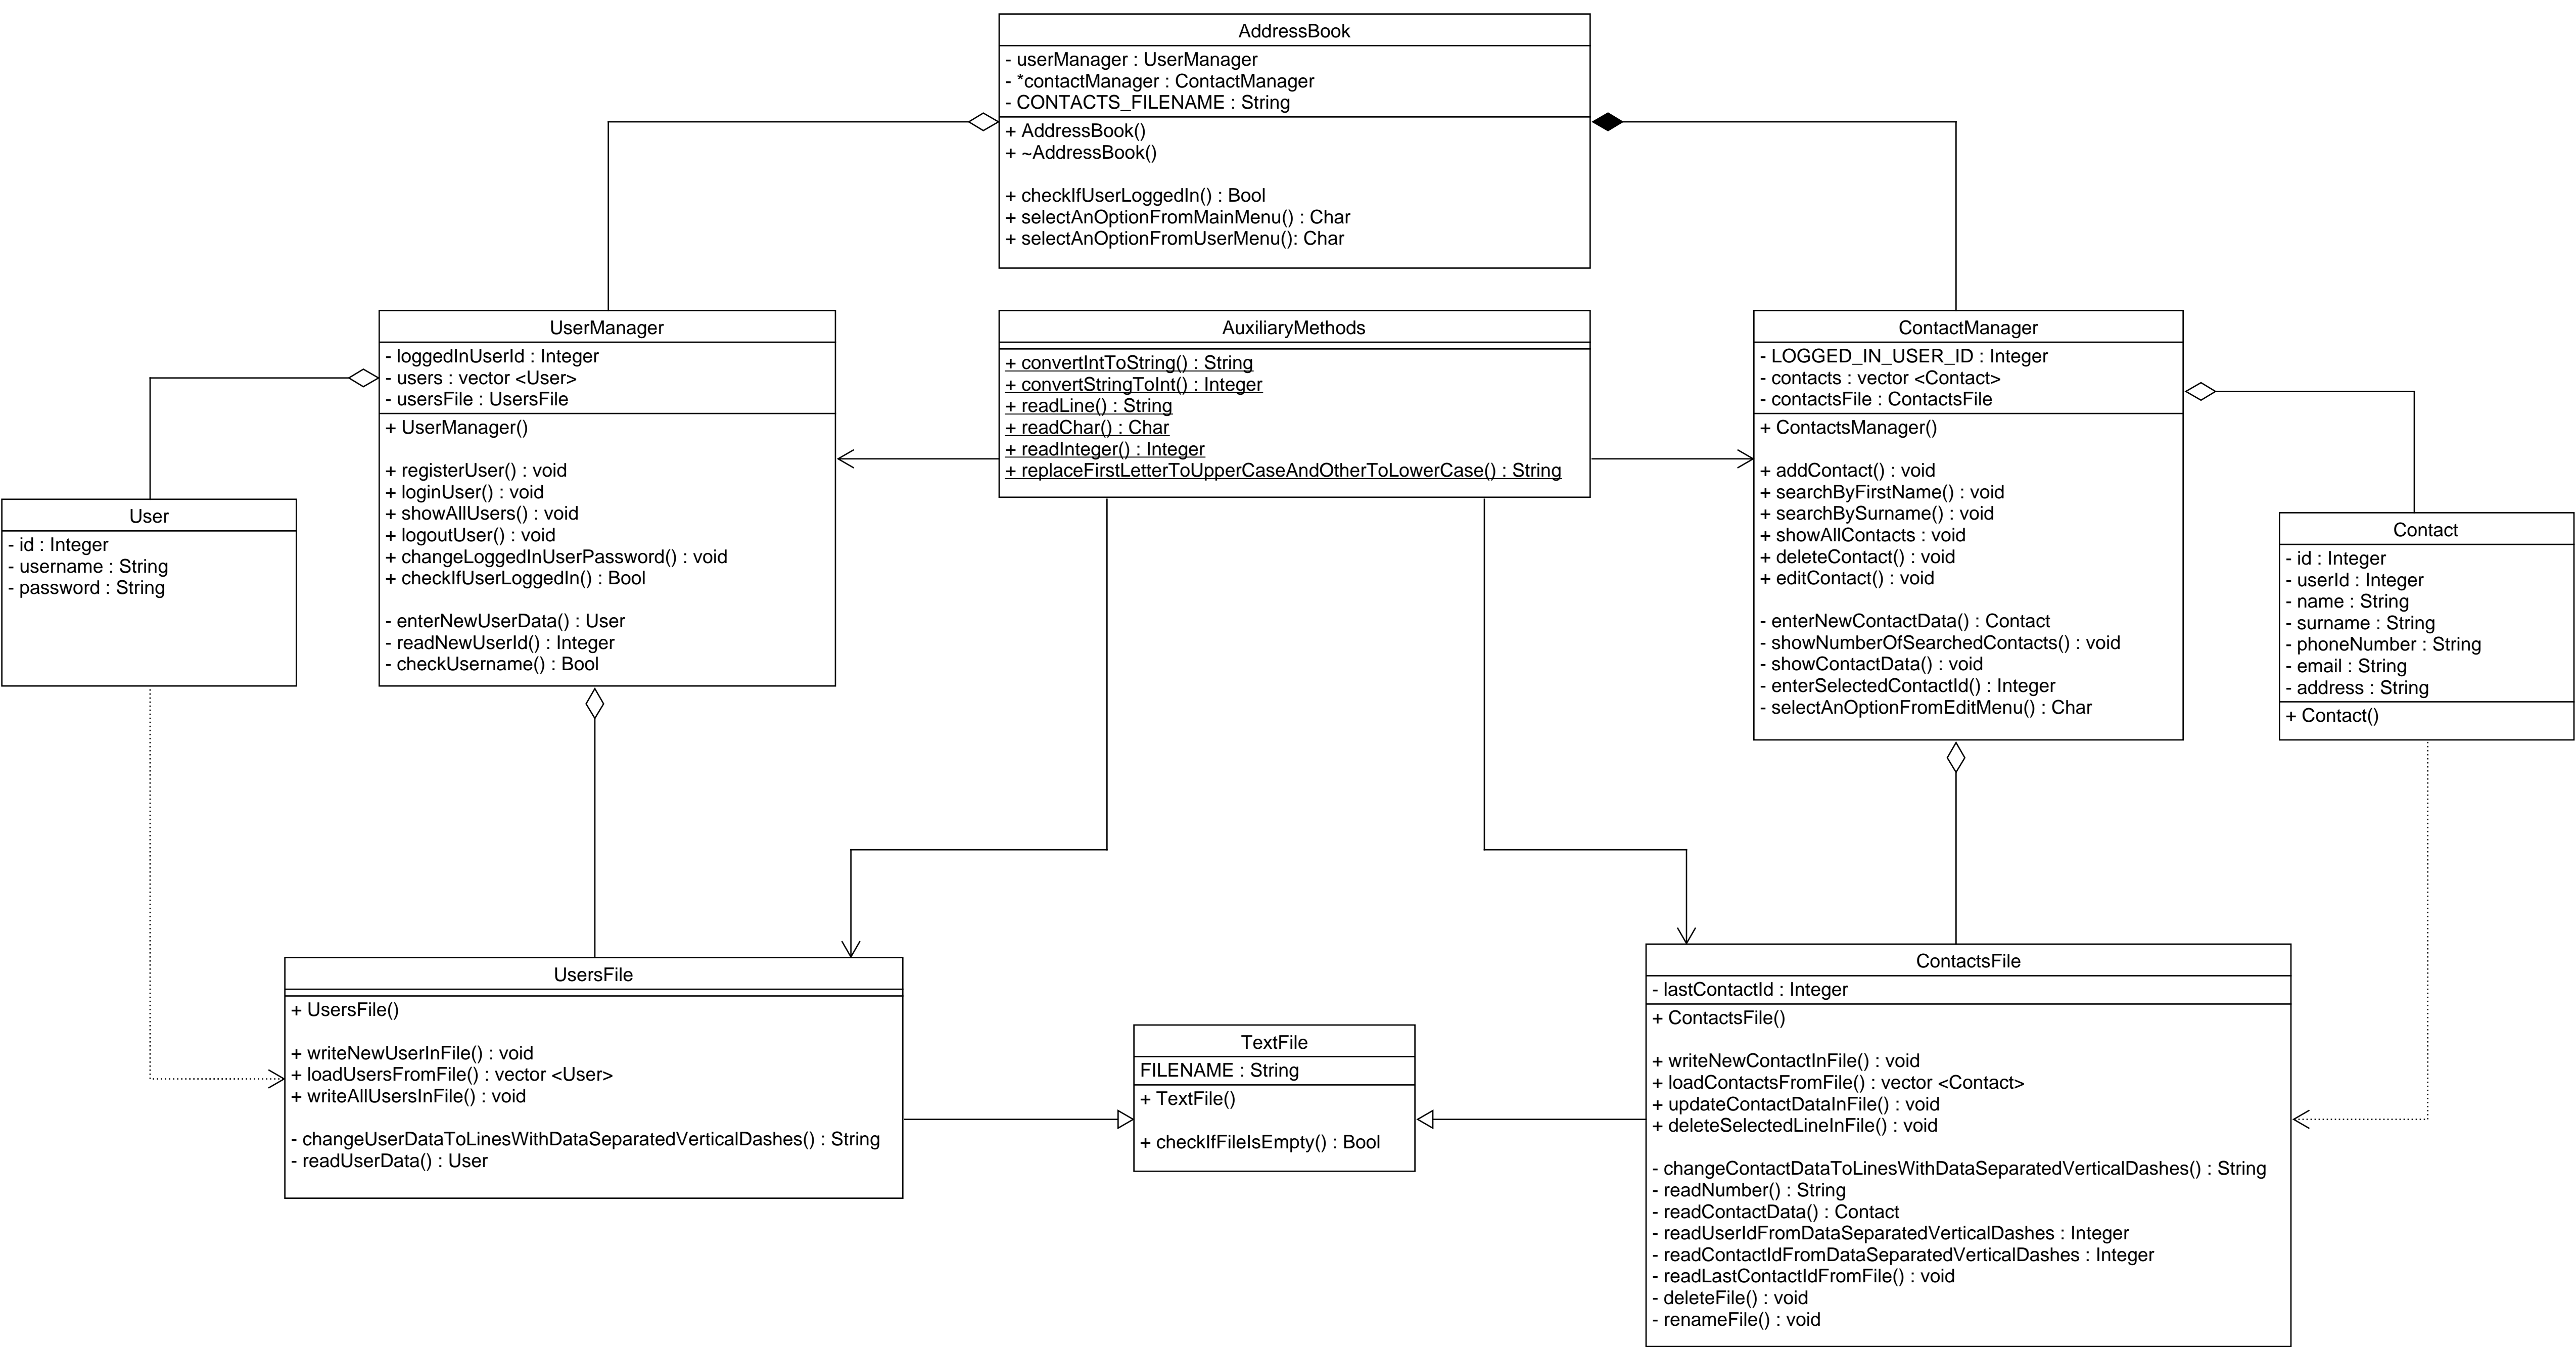 AddressBook
- userManager : UserManager
- *contactManager : ContactManager
- CONTACTS_FILENAME : String
+ AddressBook()
+ ~AddressBook()
+ checkIfUserLoggedIn() : Bool
+ selectAnOptionFromMainMenu() : Char
+ selectAnOptionFromUserMenu(): Char
UserManager
- loggedInUserId : Integer
- users : vector <User>
- usersFile : UsersFile
+ UserManager()
+ registerUser() : void
+ loginUser() : void
+ showAllUsers() : void
+ logoutUser() : void
+ changeLoggedInUserPassword() : void
+ checkIfUserLoggedIn() : Bool
- enterNewUserData() : User
- readNewUserId() : Integer
- checkUsername() : Bool
AuxiliaryMethods
+ convertIntToString() : String
+ convertStringToInt() : Integer
+ readLine() : String
+ readChar() : Char
+ readInteger() : Integer
+ replaceFirstLetterToUpperCaseAndOtherToLowerCase() : String
ContactManager
- LOGGED_IN_USER_ID : Integer
- contacts : vector <Contact>
- contactsFile : ContactsFile
+ ContactsManager()
+ addContact() : void
+ searchByFirstName() : void
+ searchBySurname() : void
+ showAllContacts : void
+ deleteContact() : void
+ editContact() : void
- enterNewContactData() : Contact
- showNumberOfSearchedContacts() : void
- showContactData() : void
- enterSelectedContactId() : Integer
- selectAnOptionFromEditMenu() : Char
User
- id : Integer
- username : String
- password : String
Contact
- id : Integer
- userId : Integer
- name : String
- surname : String
- phoneNumber : String
- email : String
- address : String
+ Contact()
UsersFile
+ UsersFile()
+ writeNewUserInFile() : void
+ loadUsersFromFile() : vector <User>
+ writeAllUsersInFile() : void
- changeUserDataToLinesWithDataSeparatedVerticalDashes() : String
- readUserData() : User
TextFile
FILENAME : String
+ TextFile()
+ checkIfFileIsEmpty() : Bool
ContactsFile
- lastContactId : Integer
+ ContactsFile()
+ writeNewContactInFile() : void
+ loadContactsFromFile() : vector <Contact>
+ updateContactDataInFile() : void
+ deleteSelectedLineInFile() : void
- changeContactDataToLinesWithDataSeparatedVerticalDashes() : String
- readNumber() : String
- readContactData() : Contact
- readUserIdFromDataSeparatedVerticalDashes : Integer
- readContactIdFromDataSeparatedVerticalDashes : Integer
- readLastContactIdFromFile() : void
- deleteFile() : void
- renameFile() : void